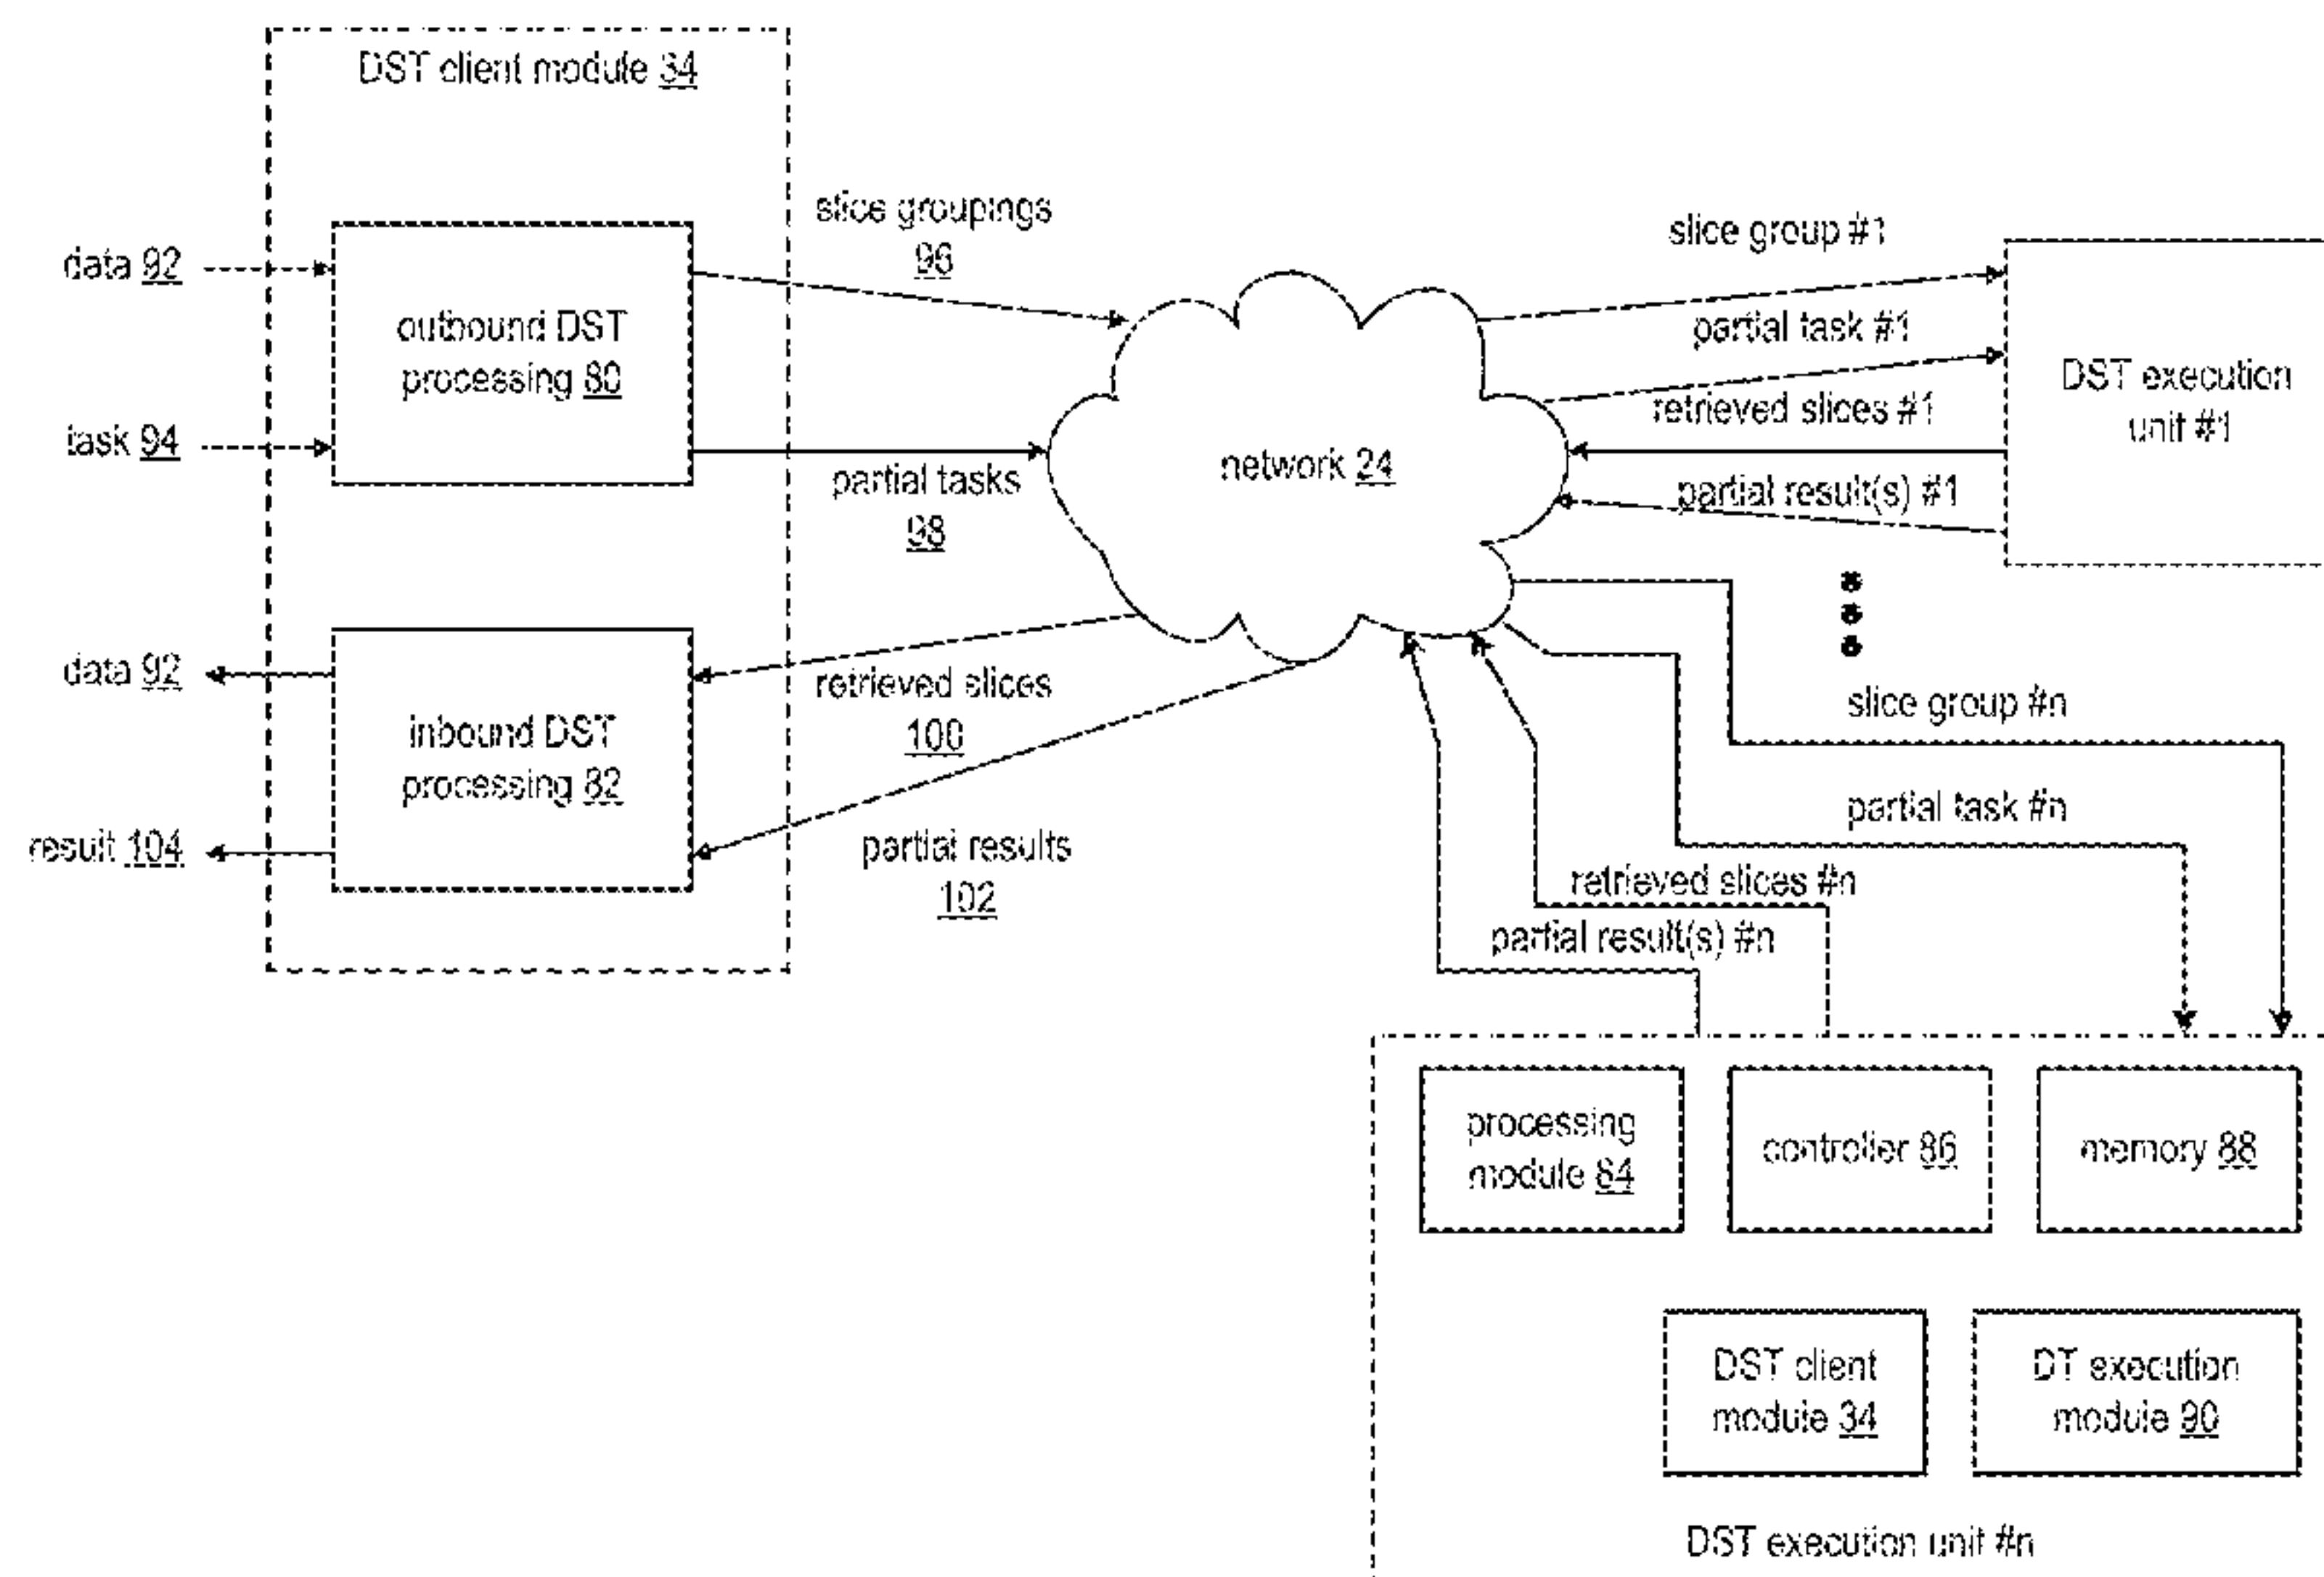 DST client module 34
data 92
outbound DST
processing 80
task 94
slice groupings
96
partial tasks
98
data 92
inbound DST
processing 82
result 104
retrieved slices
100
partial results
102
network 24
slice group #1
partial task #1
retrieved slices #1
partial result(s) #1
DST execution
unit #1
slice group #n
partial task #n
retrieved slices #n
partial result(s) #n
processing
module 84
controller 86
memory 88
DST client
module 34
DT execution
module 90
DST execution unit #n